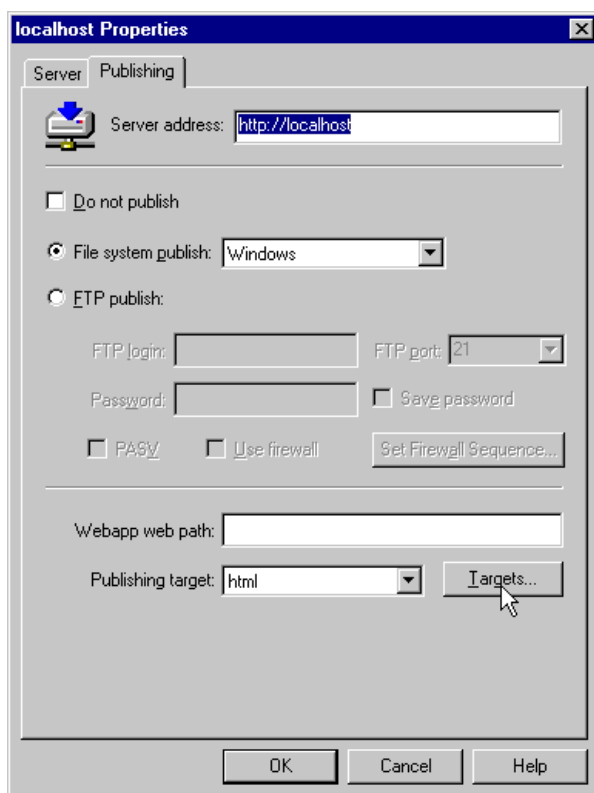 localhost Properties
Server Publishing
Server address: http://localhost
Do not publish
File system publish: Windows
FTP publish:
FTP login: FTP port: 21
Password: Save password
PASV Use firewall Set Firewall Sequence...
Webapp web path:
Publishing target: html Targets...
OK Cancel Help